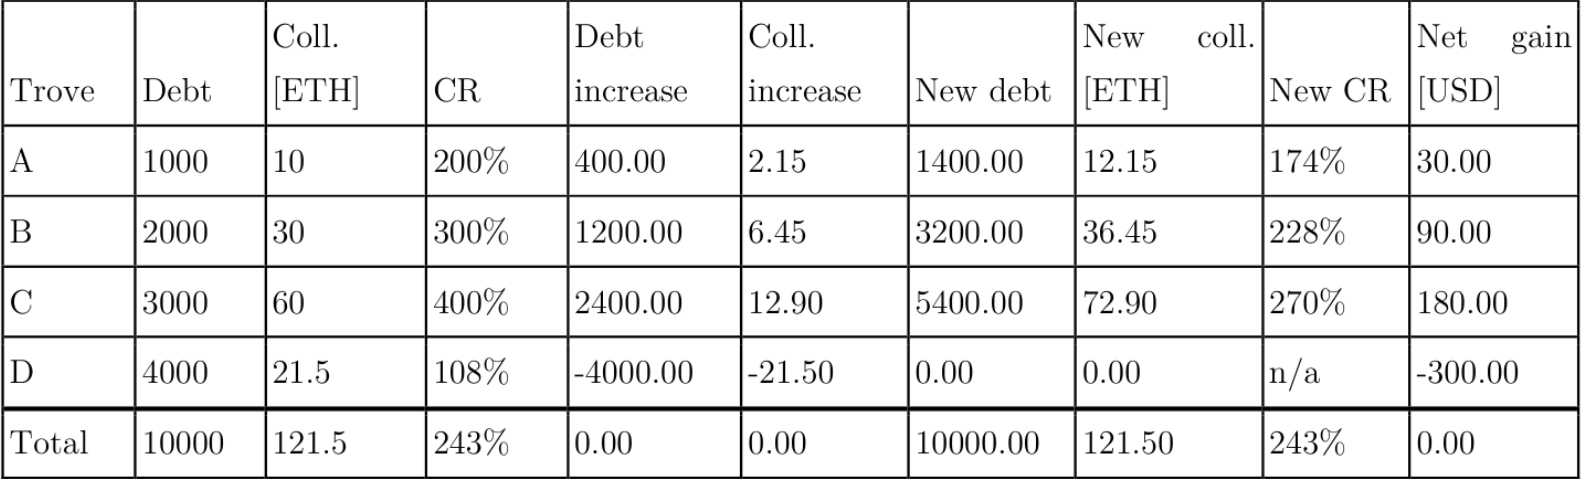 Trove Debt Coll. [ETH] CR Debt increase Coll. increase New debt New coll. [ETH] New CR Net gain [USD]
A 1000 10 200% 400.00 2.15 1400.00 12.15 174% 30.00
B 2000 30 300% 1200.00 6.45 3200.00 36.45 228% 90.00
C 3000 60 400% 2400.00 12.90 5400.00 72.90 270% 180.00
D 4000 21.5 108% -4000.00 -21.50 0.00 0.00 n/a -300.00
Total 10000 121.5 243% 0.00 0.00 10000.00 121.50 243% 0.00